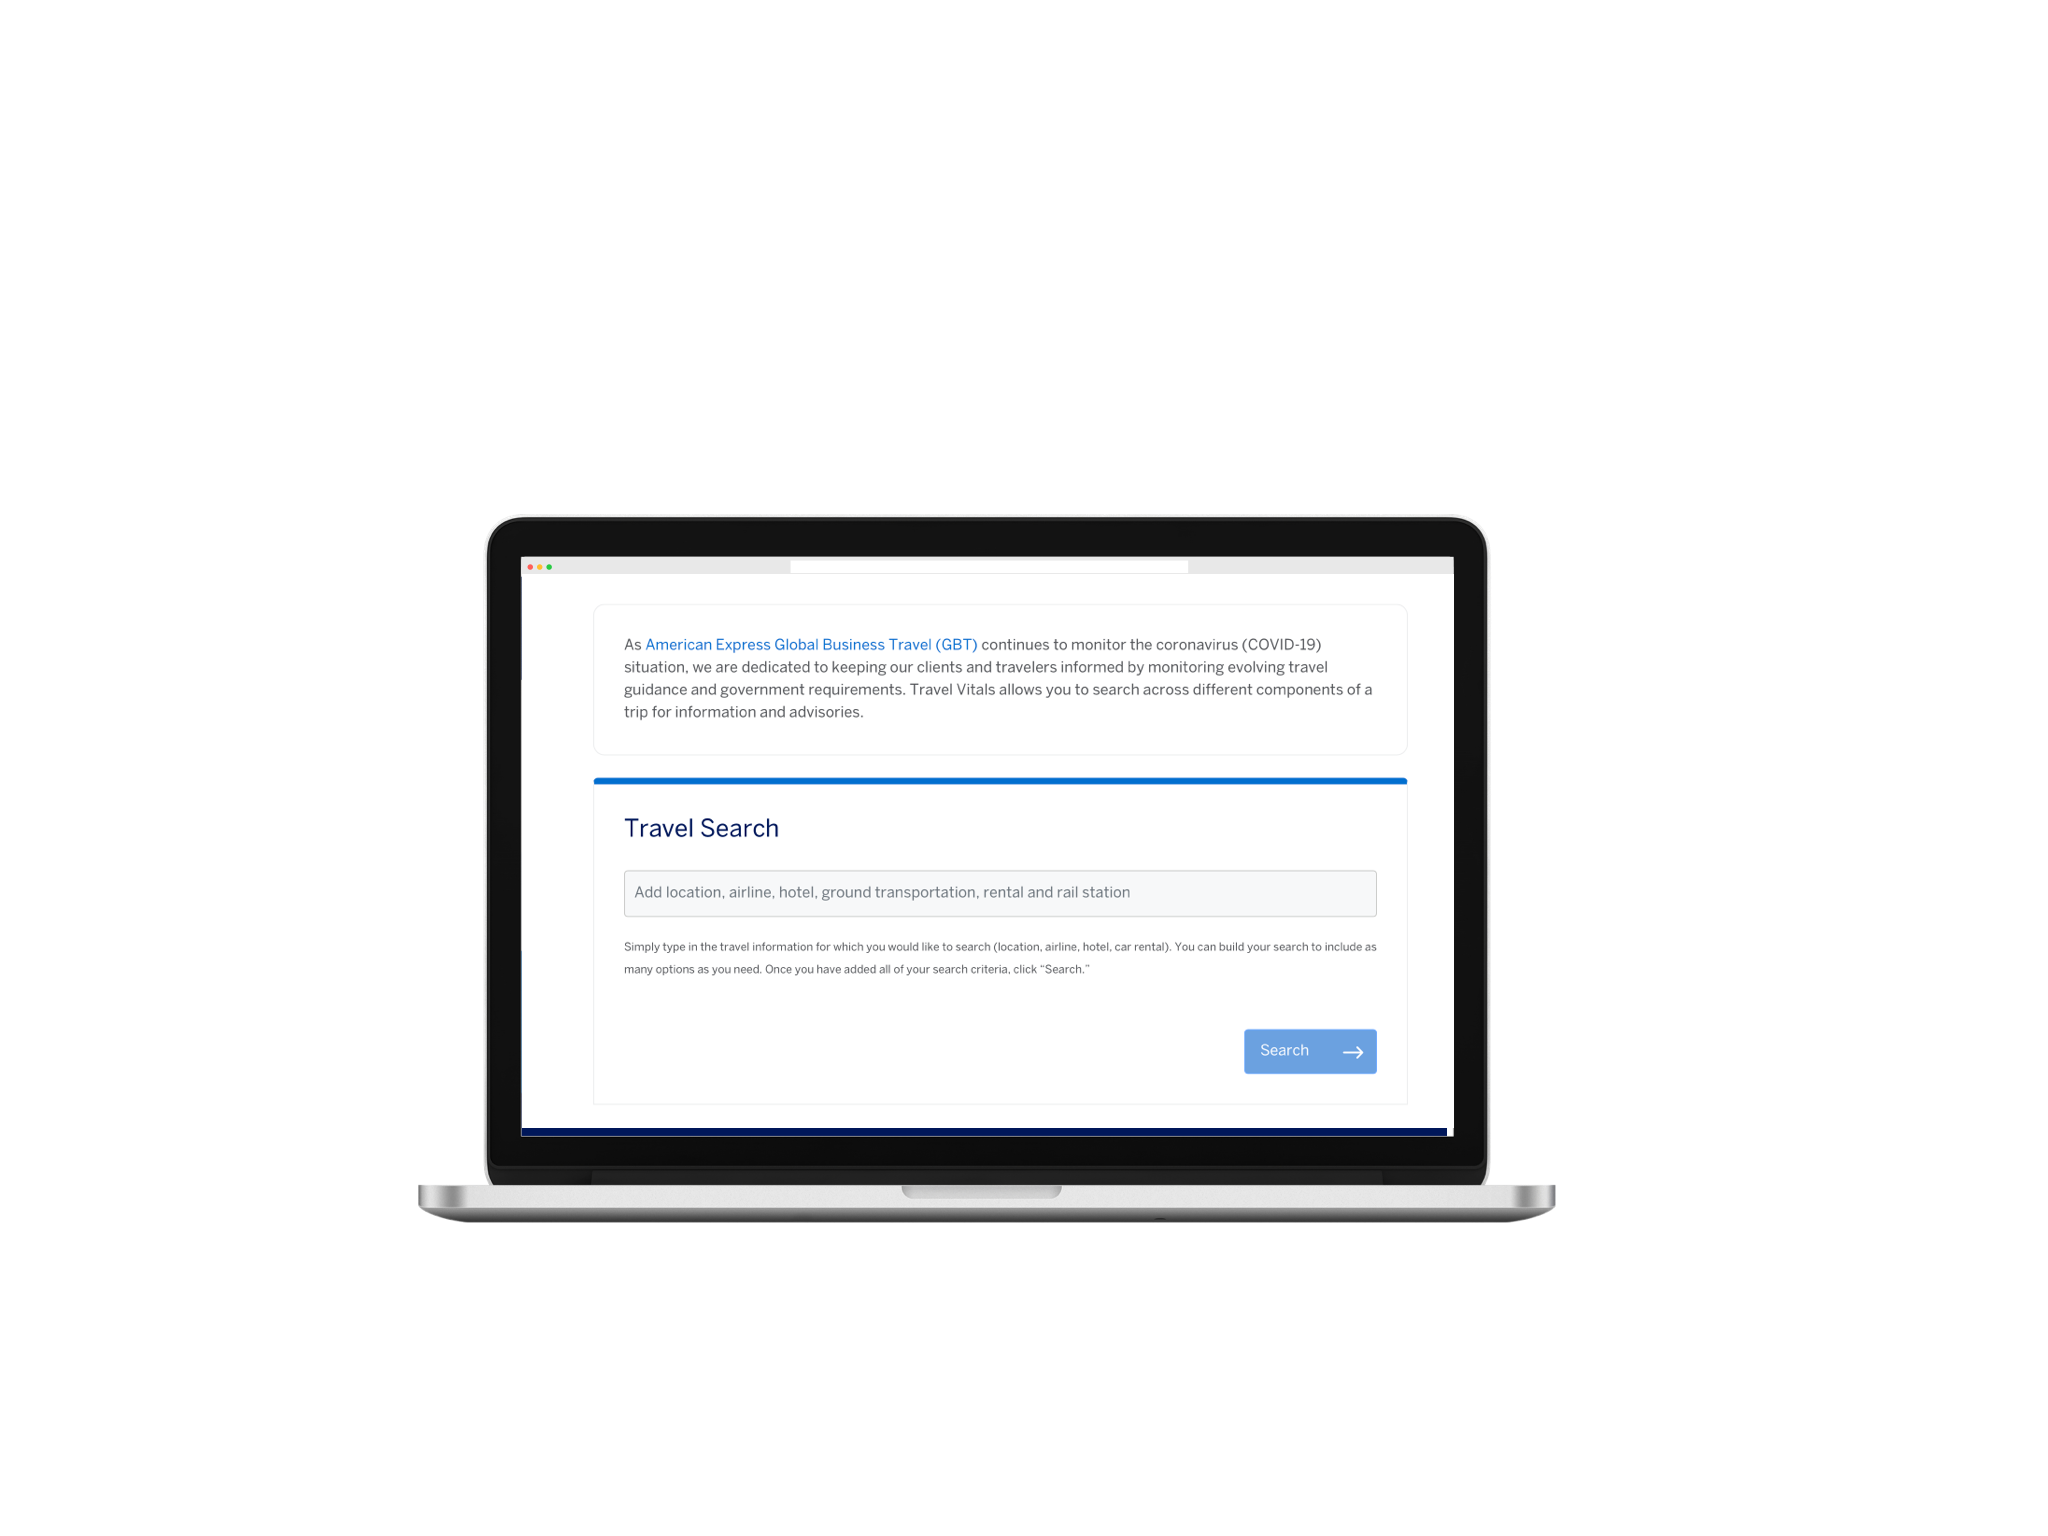 As American Express Global Business Travel (GBT) continues to monitor the coronavirus (COVID-19)
situation, we are dedicated to keeping our clients and travelers informed by monitoring evolving travel
guidance and government requirements. Travel Vitals allows you to search across different components of a
trip for information and advisories.
Travel Search
Add location, airline, hotel, ground transportation, rental and rail station
Simply type in the travel information for which you would like to search (location, airline, hotel, car rental). You can build your search to include as
many options as you need. Once you have added all of your search criteria, click “Search.”
Search